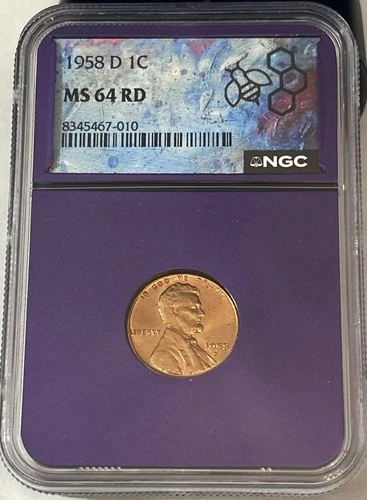 1958 D 1C
MS 64 RD
8345467-010
NGC
IN GOD WE TRUST
LIBERTY
1958
D